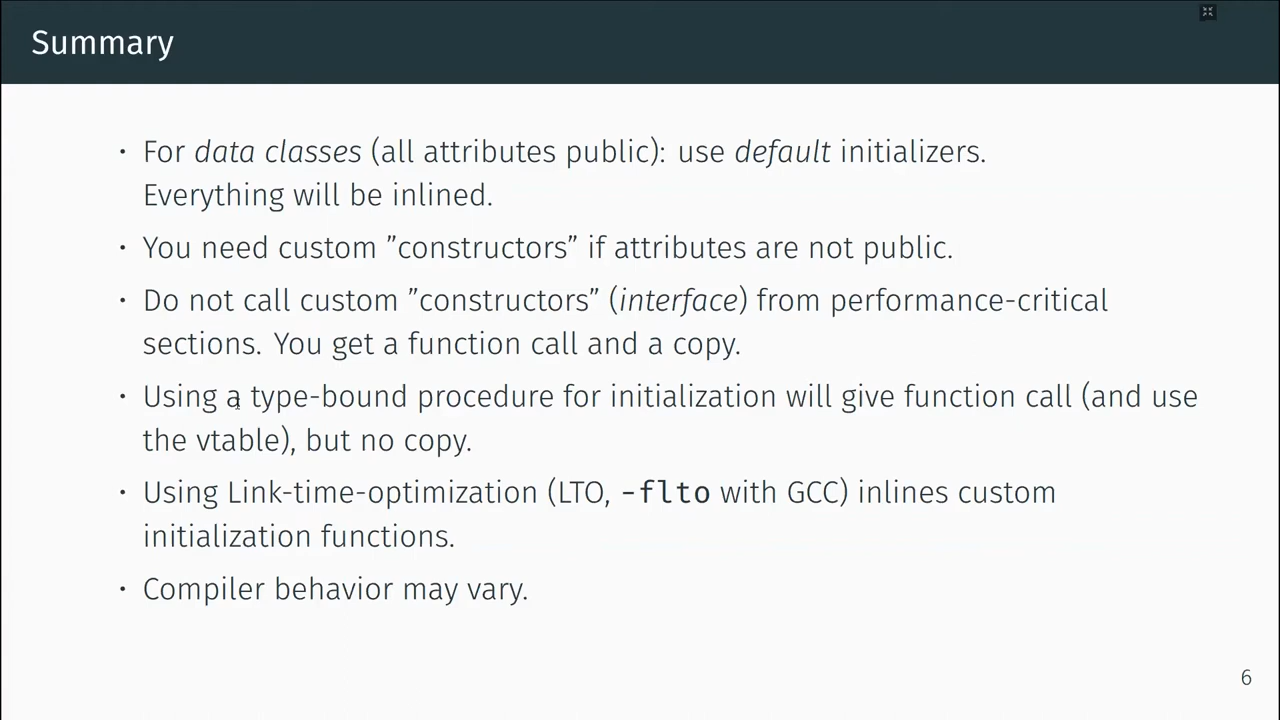 Summary
• For data classes (all attributes public): use default initializers.
Everything will be inlined.
• You need custom ”constructors” if attributes are not public.
• Do not call custom ”constructors” (interface) from performance-critical
sections. You get a function call and a copy.
• Using a type-bound procedure for initialization will give function call (and use
the vtable), but no copy.
• Using Link-time-optimization (LTO, -flto with GCC) inlines custom
initialization functions.
• Compiler behavior may vary.
6